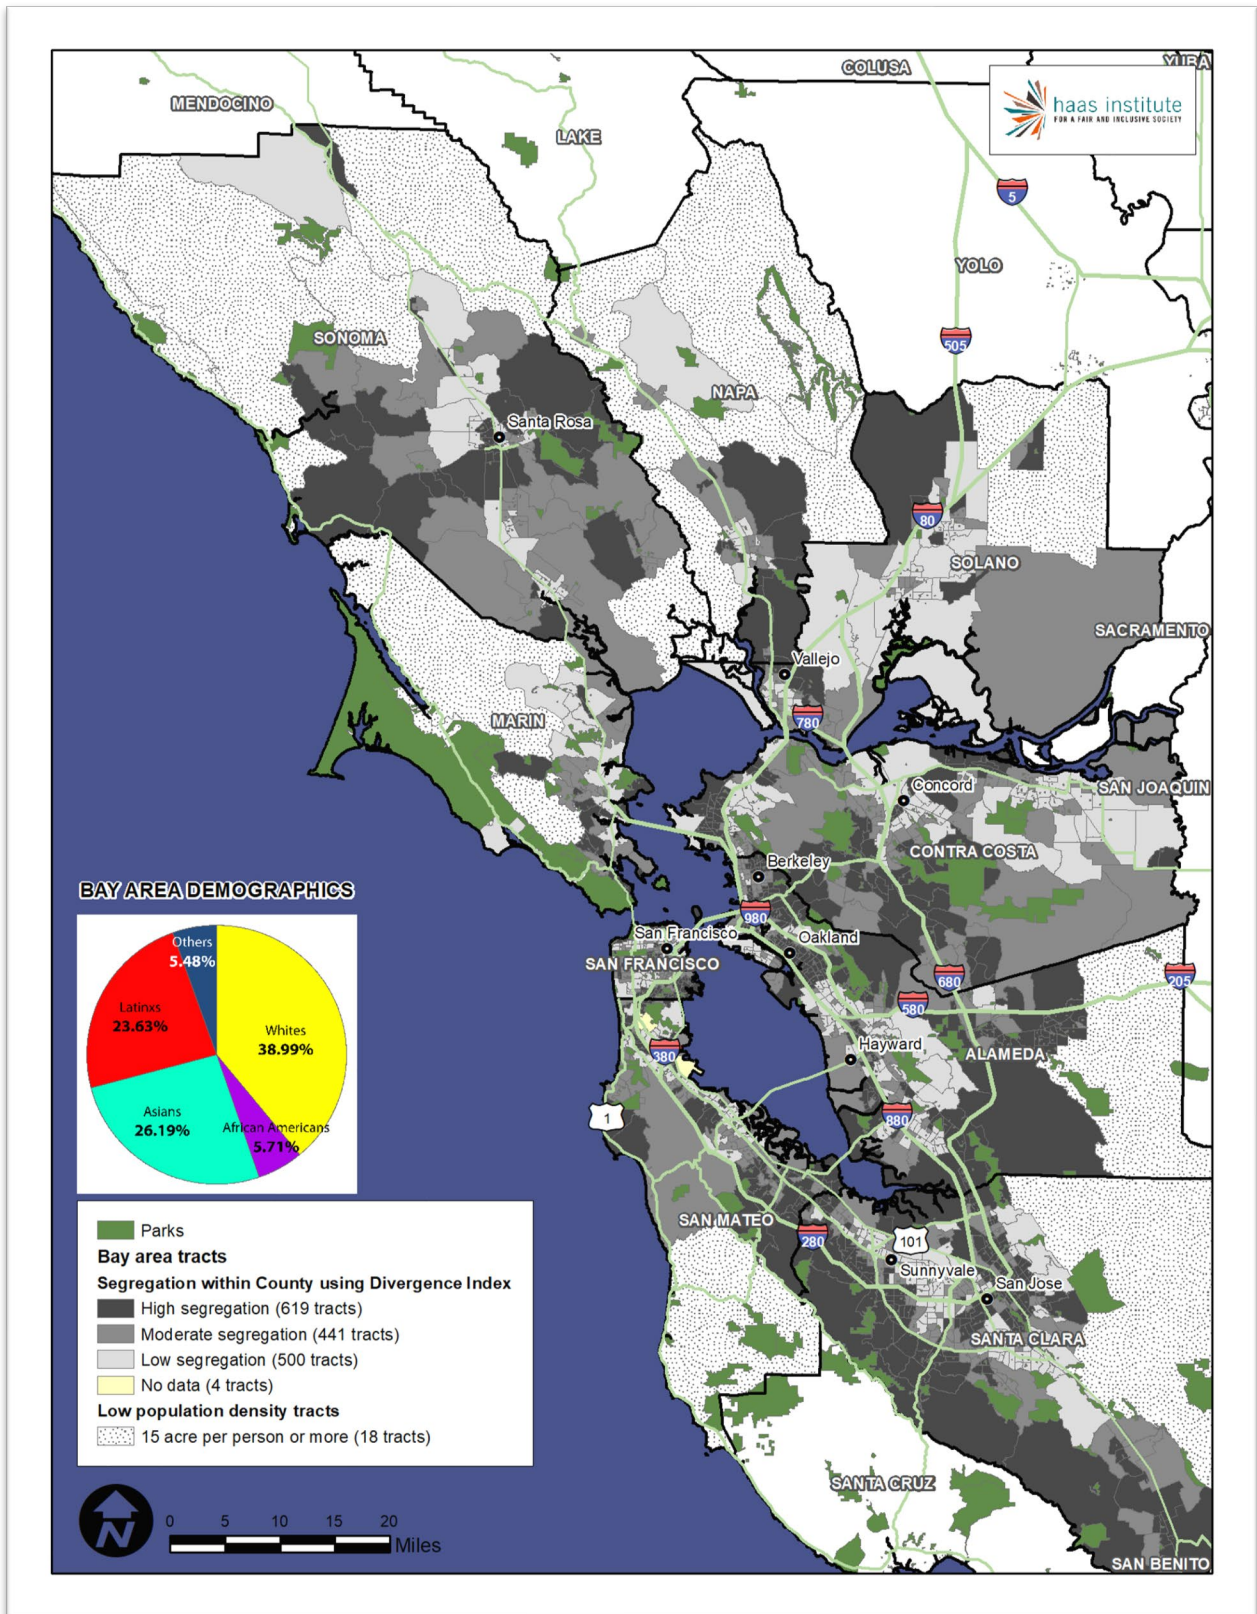 COLUSA
YUBA
haas institute
FOR A FAIR AND INCLUSIVE SOCIETY
MENDOCINO
LAKE
5
YOLO
505
SONOMA
NAPA
Santa Rosa
80
SOLANO
SACRAMENTO
Vallejo
MARIN
780
Concord
SAN JOAQUIN
CONTRA COSTA
Berkeley
980
San Francisco
Oakland
SAN FRANCISCO
680
205
580
Hayward
ALAMEDA
380
1
880
SAN MATEO
280
101
Sunnyvale
San Jose
SANTA CLARA
SANTA CRUZ
SAN BENITO
BAY AREA DEMOGRAPHICS
Others
5.48%
Latinxs
23.63%
Whites
38.99%
Asians
26.19%
African Americans
5.71%
Parks
Bay area tracts
Segregation within County using Divergence Index
High segregation (619 tracts)
Moderate segregation (441 tracts)
Low segregation (500 tracts)
No data (4 tracts)
Low population density tracts
15 acre per person or more (18 tracts)
N
0 5 10 15 20
Miles